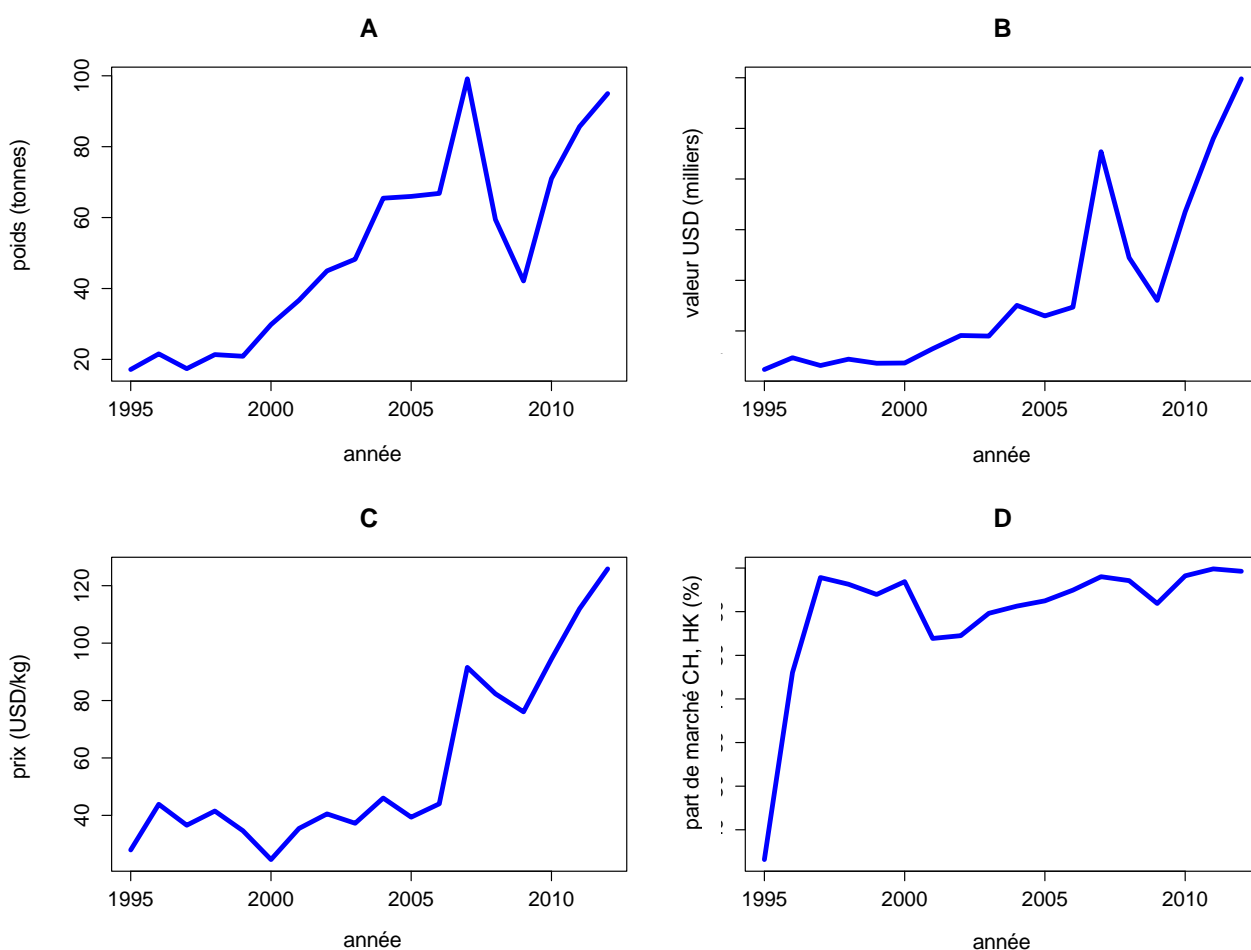 A
poids (tonnes)
100
80
60
40
20
1995 2000 2005 2010
année
B
valeur USD (milliers)
1995 2000 2005 2010
année
C
prix (USD/kg)
120
100
80
60
40
1995 2000 2005 2010
année
D
part de marché CH, HK (%)
1995 2000 2005 2010
année